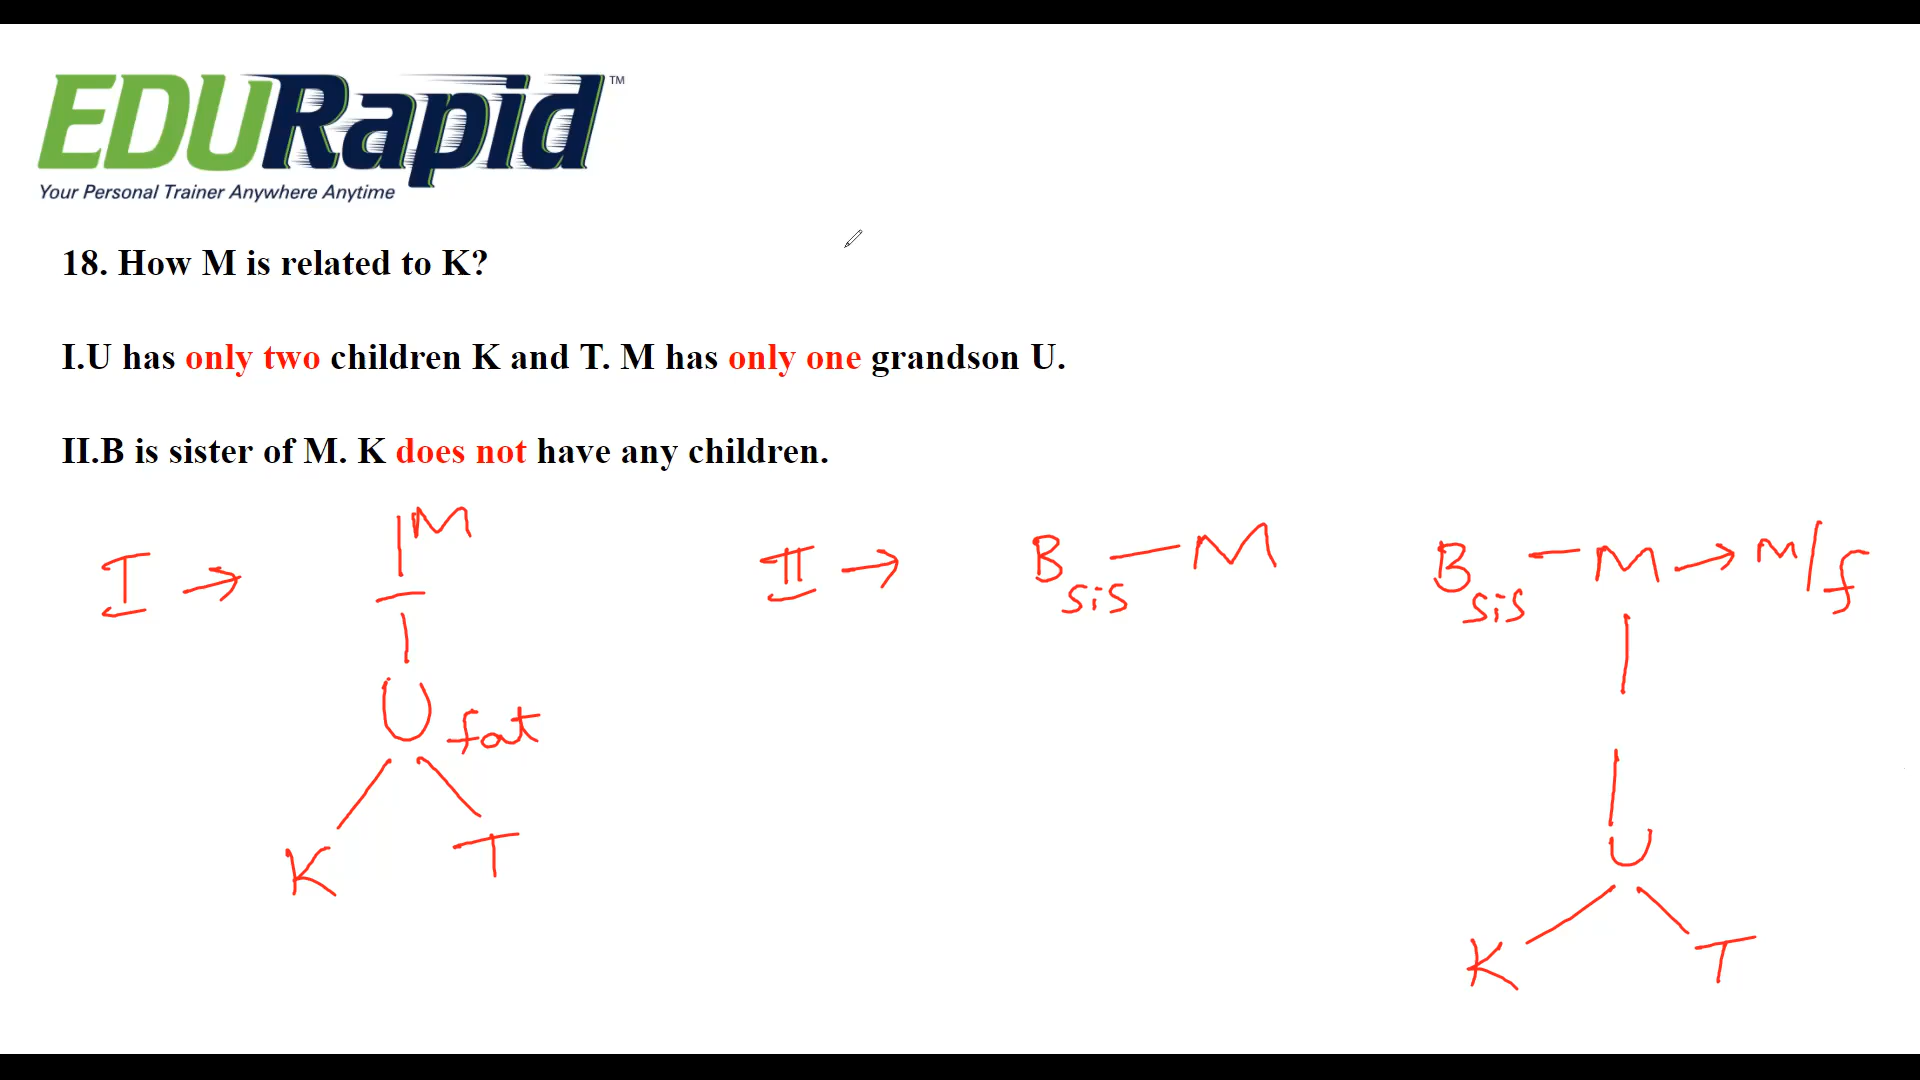 EDURapid™
Your Personal Trainer Anywhere Anytime
18. How M is related to K?
I.U has only two children K and T. M has only one grandson U.
II.B is sister of M. K does not have any children.
I → M
U fat
K T
II → B sis — M
B sis — M → M/f
U
K T